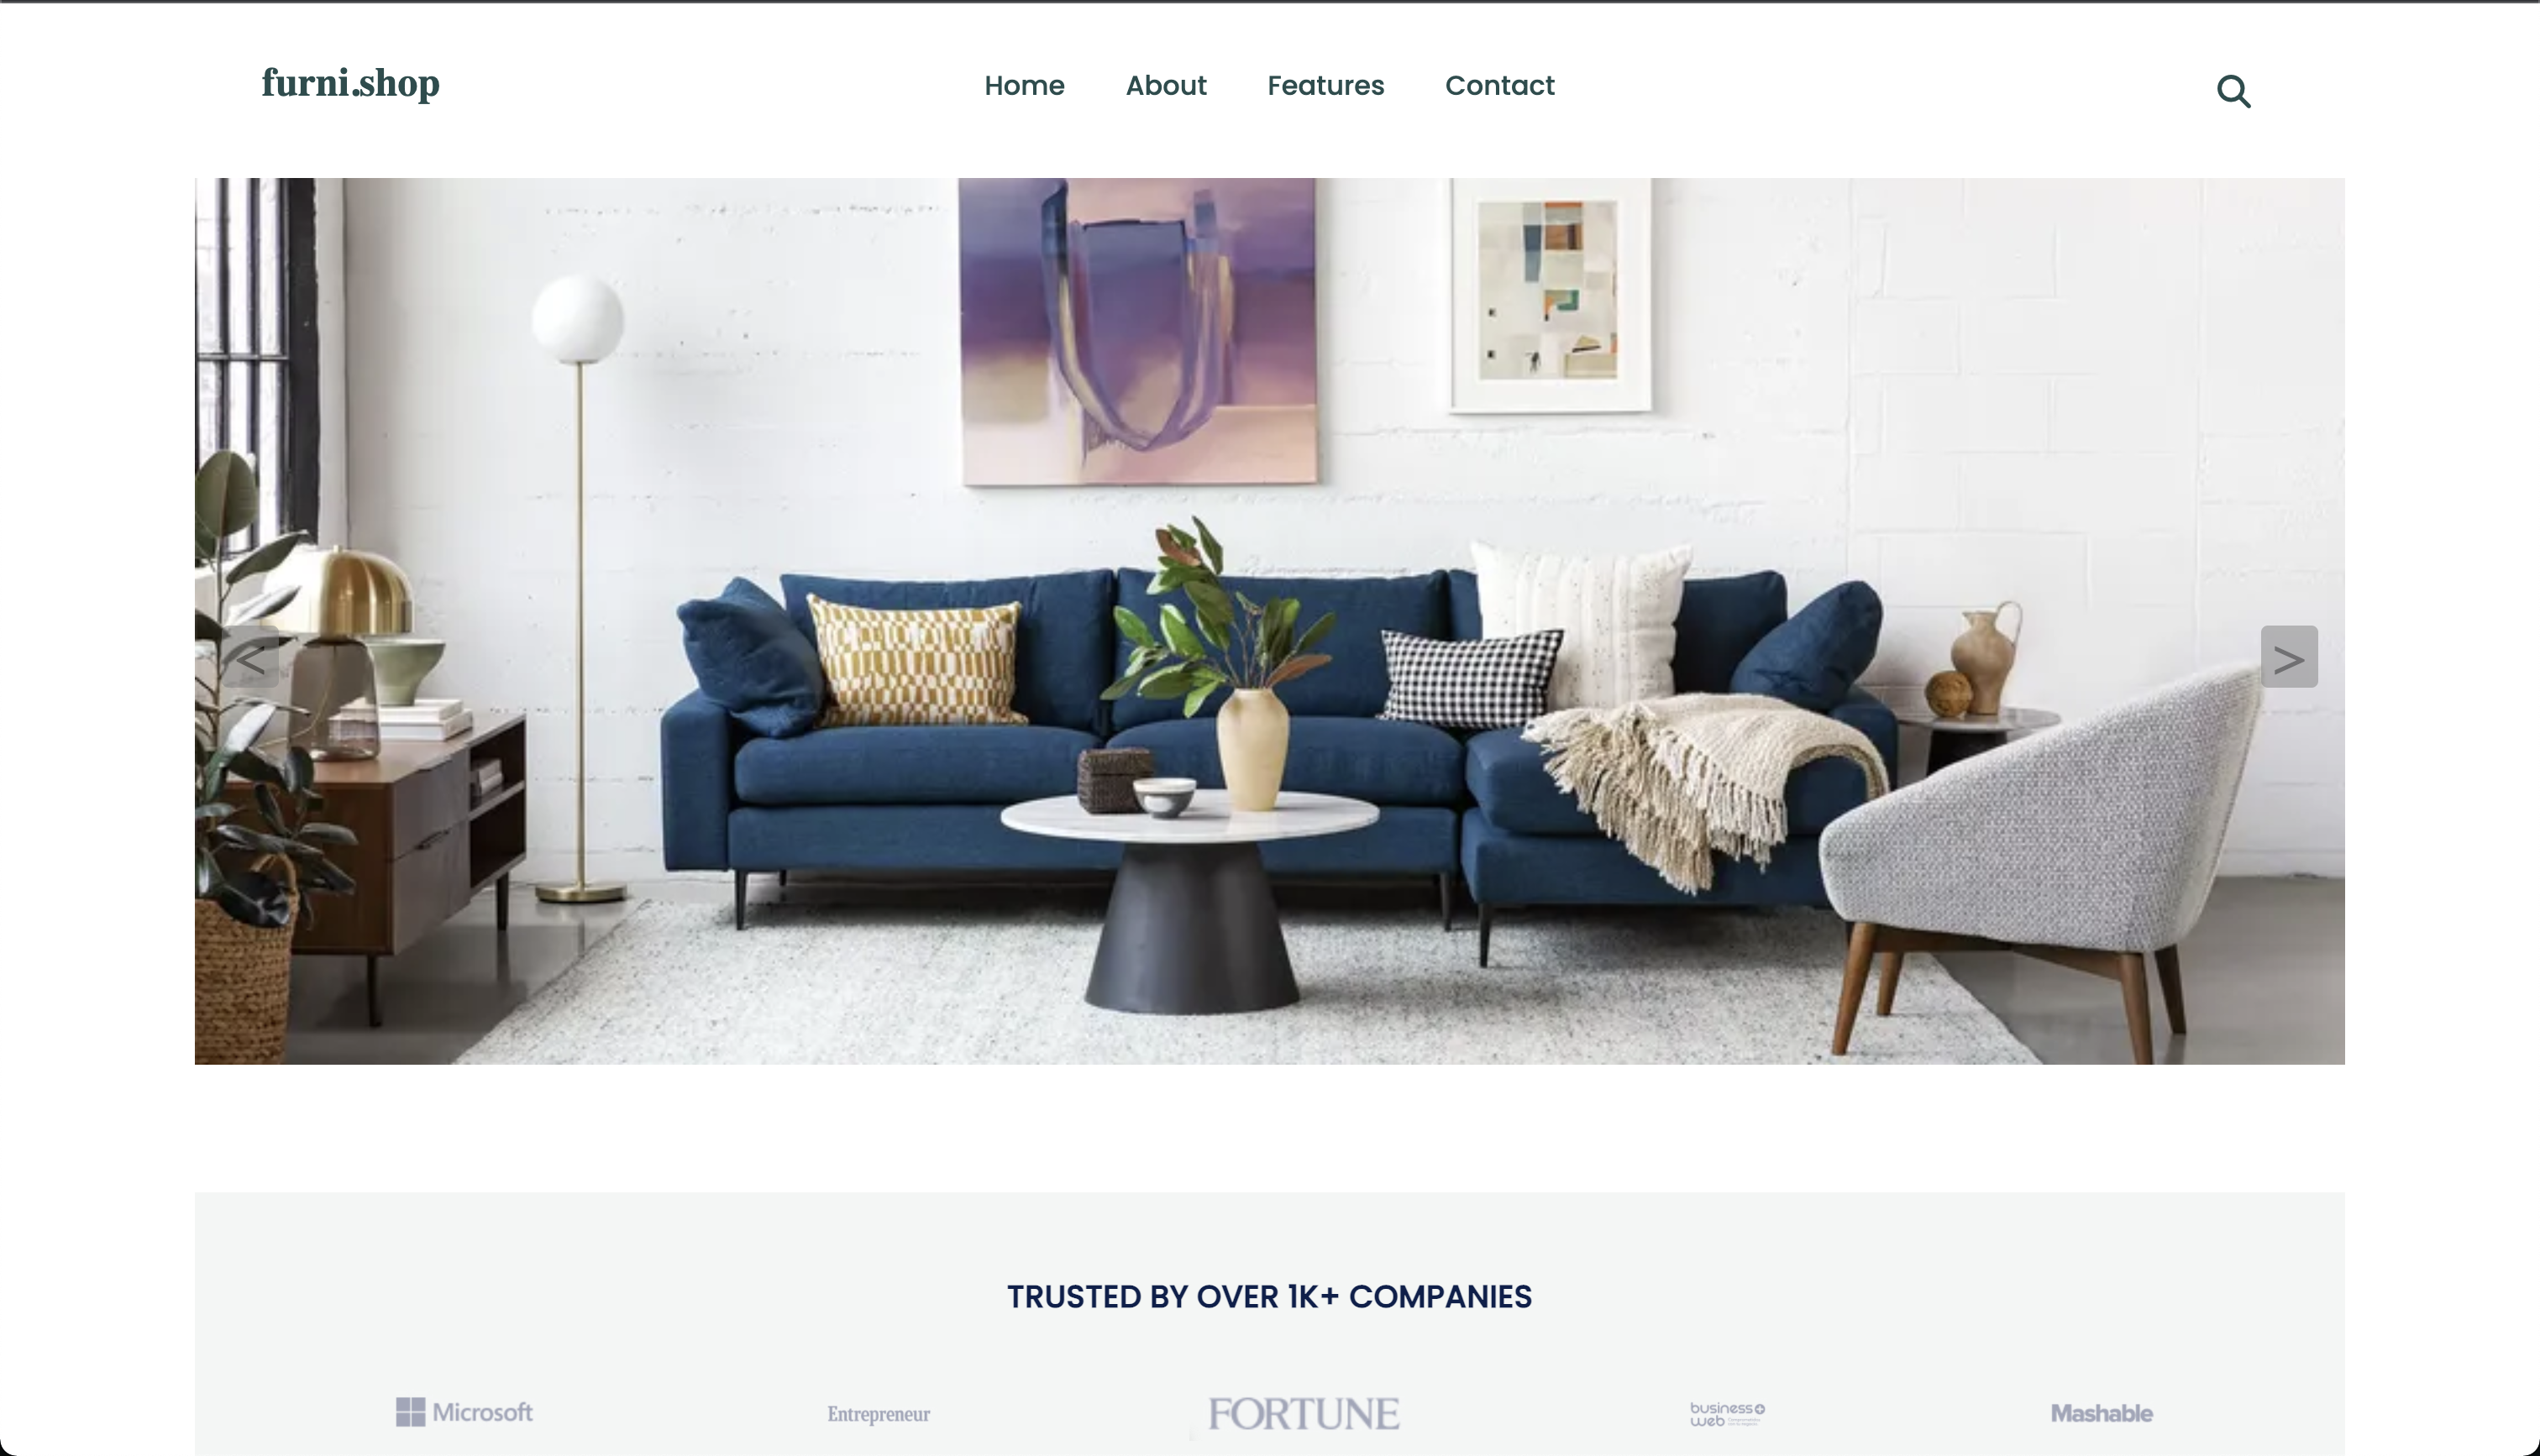 furni.shop
Home About Features Contact
< >
TRUSTED BY OVER 1K+ COMPANIES
Microsoft Entrepreneur FORTUNE business+ web Mashable